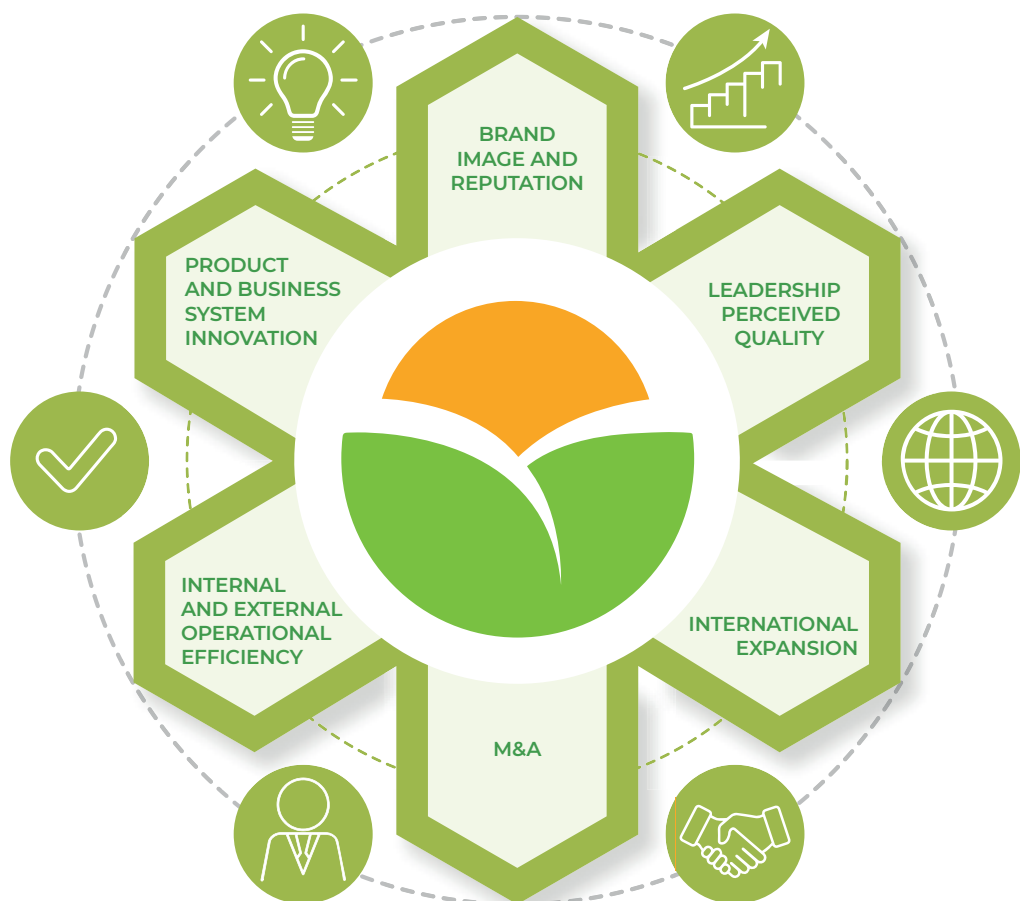 BRAND
IMAGE AND
REPUTATION
PRODUCT
AND BUSINESS
SYSTEM
INNOVATION
LEADERSHIP
PERCEIVED
QUALITY
INTERNAL
AND EXTERNAL
OPERATIONAL
EFFICIENCY
INTERNATIONAL
EXPANSION
M&A